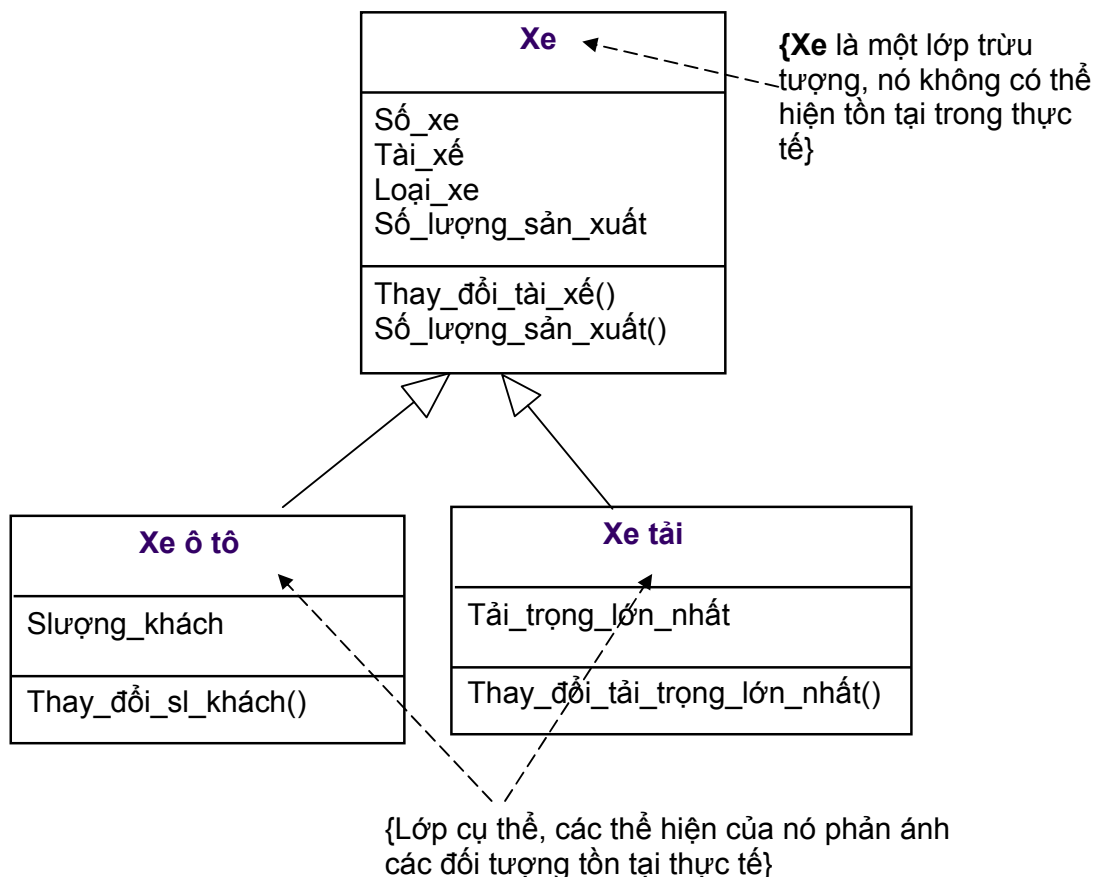 Xe
{Xe là một lớp trừu
tượng, nó không có thể
hiện tồn tại trong thực
tế}
Số_xe
Tài_xế
Loại_xe
Số_lượng_sản_xuất
Thay_đổi_tài_xế()
Số_lượng_sản_xuất()
Xe ô tô
Slượng_khách
Thay_đổi_sl_khách()
Xe tải
Tải_trọng_lớn_nhất
Thay_đổi_tải_trọng_lớn_nhất()
{Lớp cụ thể, các thể hiện của nó phản ánh
các đối tượng tồn tại thực tế}